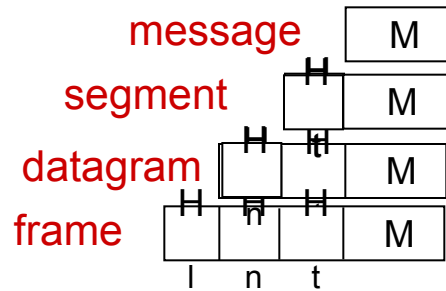 message M
H
segment M
H H
t
datagram M
H H H
n
frame M
l n t